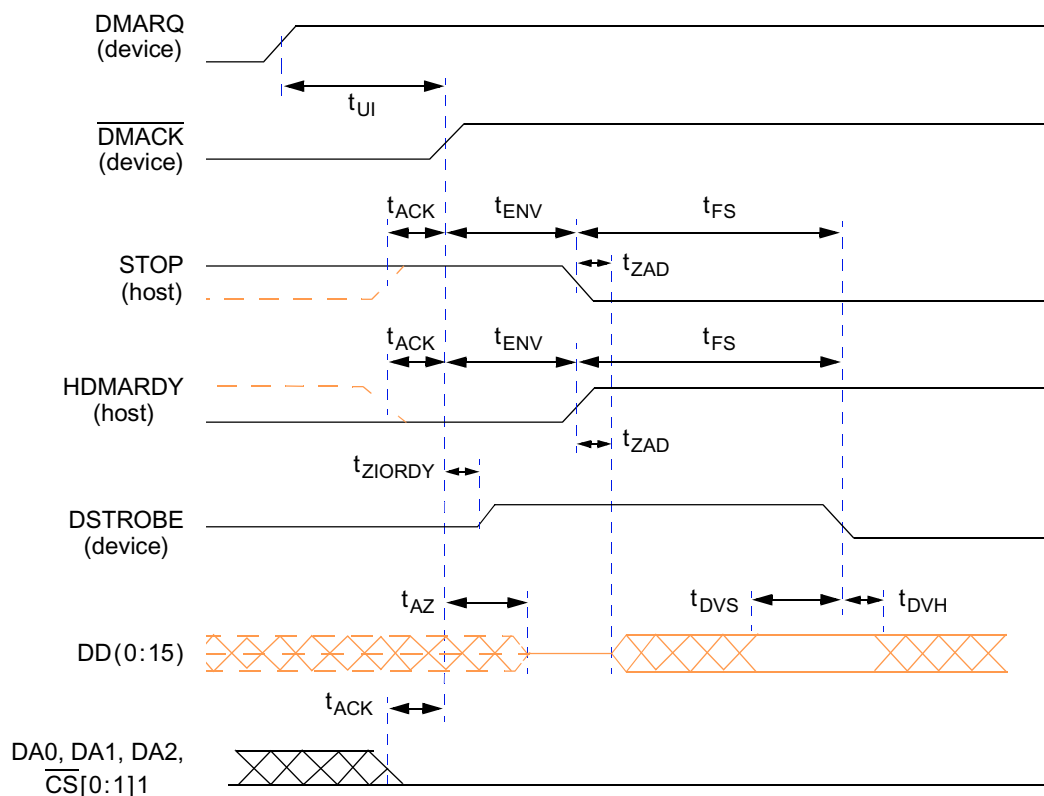 DMARQ
(device)
tUI
DMACK
(device)
tACK
tENV
tFS
STOP
(host)
tZAD
tACK
tENV
tFS
HDMARDY
(host)
tZAD
tZIORDY
DSTROBE
(device)
tAZ
tDVS
tDVH
DD(0:15)
tACK
DA0, DA1, DA2,
CS[0:1]1